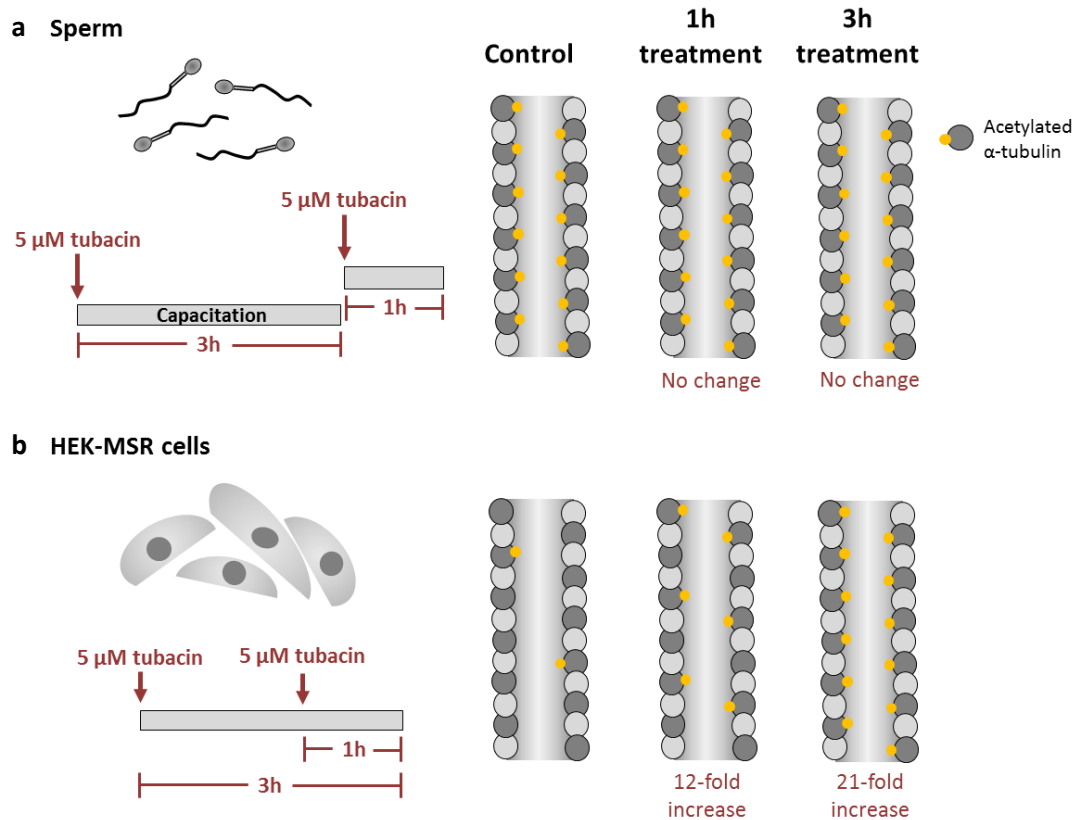 a Sperm
Control
1h
treatment
3h
treatment
Acetylated
α-tubulin
5 µM tubacin
5 µM tubacin
Capacitation
1h
3h
No change
No change
b HEK-MSR cells
5 µM tubacin
5 µM tubacin
1h
3h
12-fold
increase
21-fold
increase